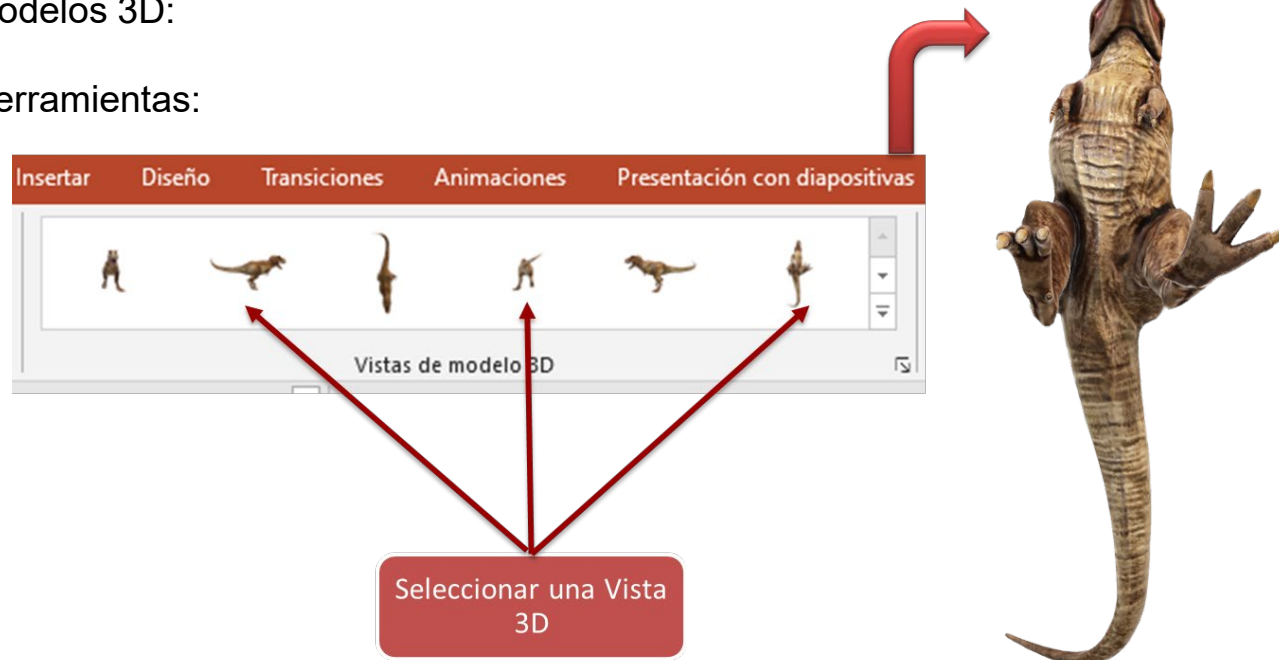 odelos 3D:
erramientas:
Insertar Diseño Transiciones Animaciones Presentación con diapositivas
Vistas de modelo 3D
Seleccionar una Vista
3D